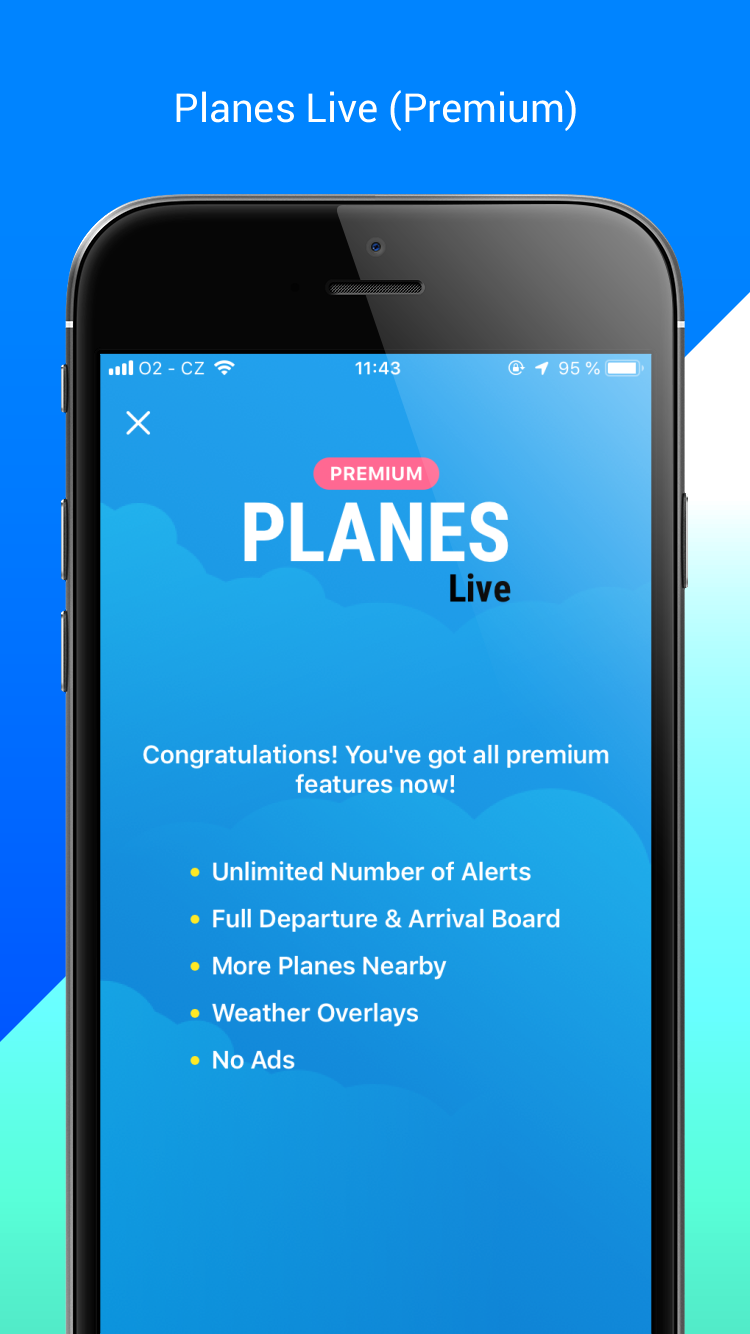 Planes Live (Premium)
O2 - CZ 11:43 95 %
PREMIUM
PLANES
Live
Congratulations! You've got all premium
features now!
• Unlimited Number of Alerts
• Full Departure & Arrival Board
• More Planes Nearby
• Weather Overlays
• No Ads